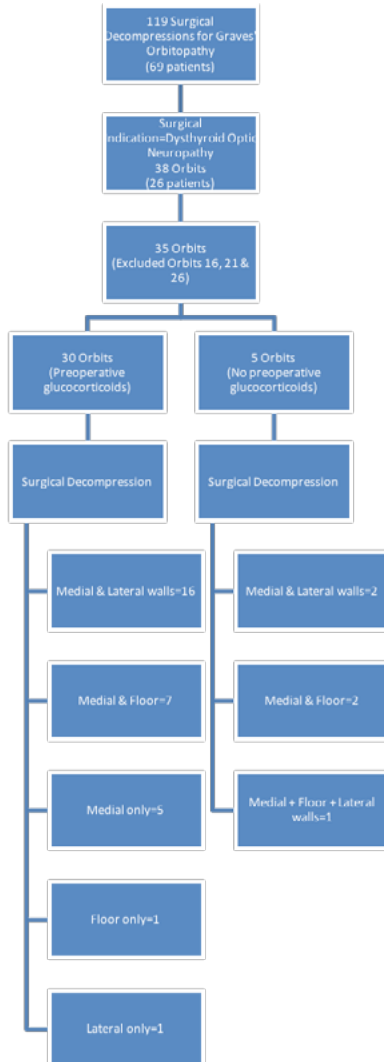 119 Surgical
Decompressions for Graves'
Orbitopathy
(69 patients)
Surgical
ndication=Dysthyroid Optic
Neuropathy
38 Orbits
(26 patients)
35 Orbits
(Excluded Orbits 16, 21 &
26)
30 Orbits
(Preoperative
glucocorticoids)
5 Orbits
(No preoperative
glucocorticoids)
Surgical Decompression
Surgical Decompression
Medial & Lateral walls=16
Medial & Lateral walls=2
Medial & Floor=7
Medial & Floor=2
Medial only=5
Medial + Floor + Lateral
walls=1
Floor only=1
Lateral only=1